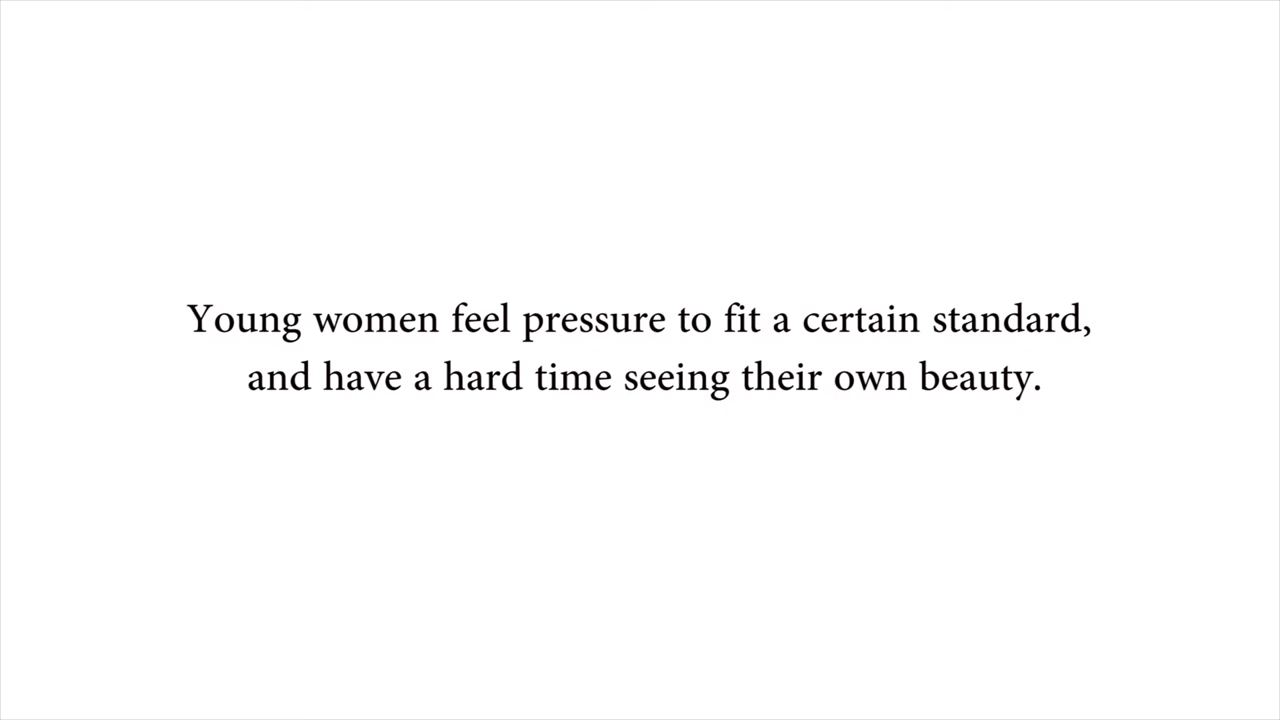 Young women feel pressure to fit a certain standard,
and have a hard time seeing their own beauty.